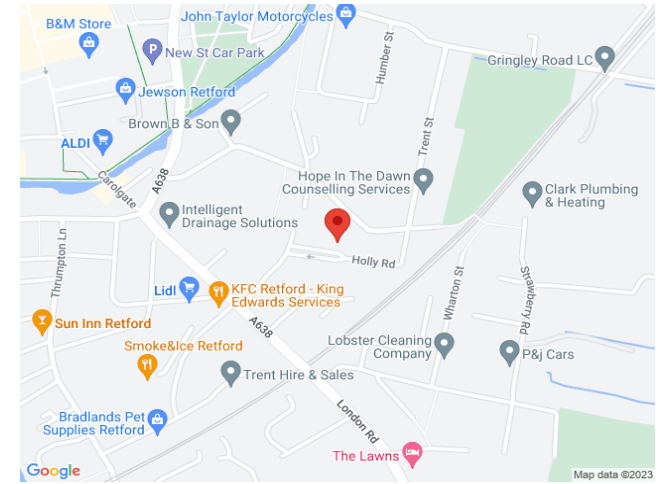 John Taylor Motorcycles
B&M Store
New St Car Park
Humber St
Gringley Road LC
Jewson Retford
Brown B & Son
Trent St
ALDI
Carolgate
A638
Hope In The Dawn
Counselling Services
Clark Plumbing
& Heating
Intelligent
Drainage Solutions
Thrumpton Ln
Holly Rd
Lidl
KFC Retford - King
Edwards Services
Wharton St
Strawberry Rd
Sun Inn Retford
A638
Smoke&Ice Retford
Lobster Cleaning
Company
P&j Cars
Trent Hire & Sales
Bradlands Pet
Supplies Retford
London Rd
The Lawns
Google
Map data ©2023